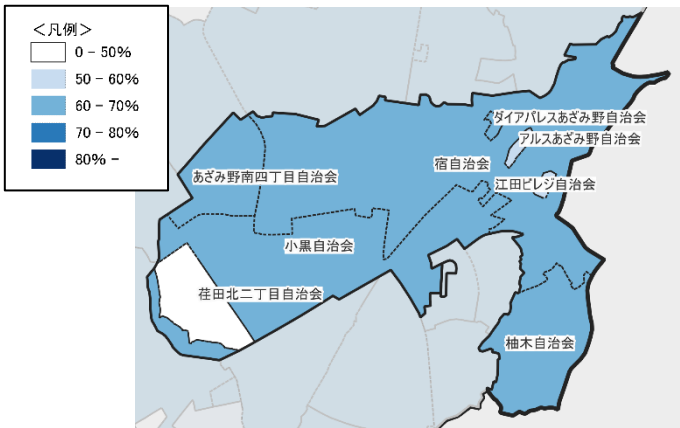 ＜凡例＞
0 – 50%
50 – 60%
60 – 70%
70 – 80%
80% –
ダイアパレスあざみ野自治会
アルスあざみ野自治会
宿自治会
あざみ野南四丁目自治会
江田ビレジ自治会
小黒自治会
荏田北二丁目自治会
柚木自治会